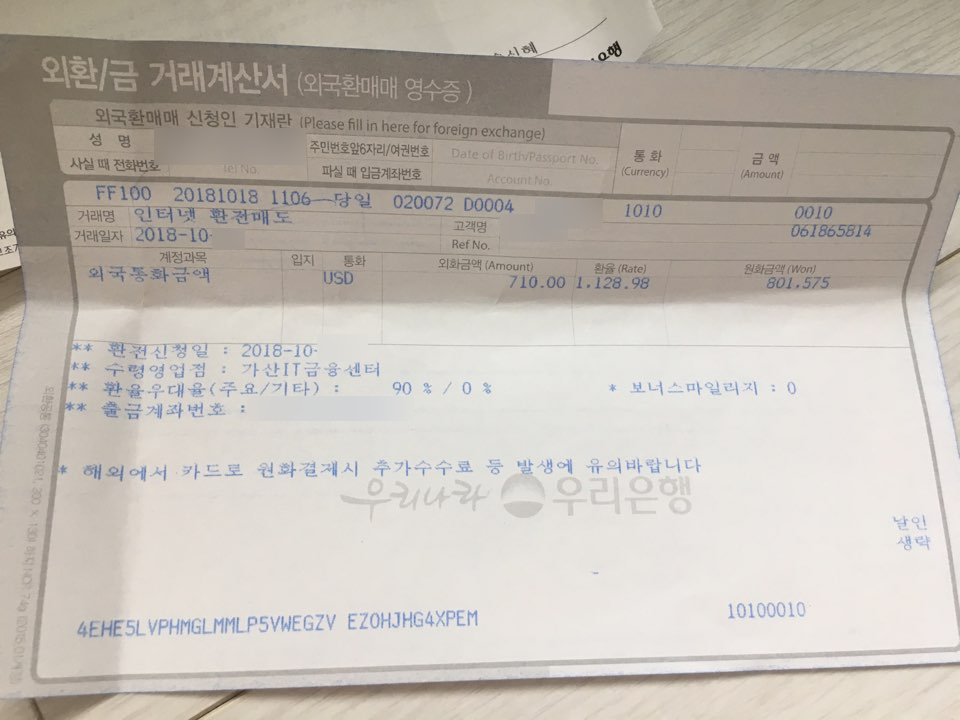 은행
외환/금 거래계산서 (외국환매매 영수증)
외국환매매 신청인 기재란 (Please fill in here for foreign exchange)
성 명 주민번호앞6자리/여권번호 Date of Birth/Passport No. 통 화 (Currency) 금 액 (Amount)
사실 때 전화번호 Tel No. 파실 때 입금계좌번호 Account No.
FF100 20181018 1106-당일 020072 D0004 1010 0010
거래명 인터넷 환전매도 고객명 061865814
거래일자 2018-10 Ref No.
계정과목 입지 통화 외화금액 (Amount) 환율 (Rate) 원화금액 (Won)
외국통화금액 USD 710.00 1,128.98 801,575
** 환전신청일 : 2018-10-
** 수령영업점 : 가산IT금융센터
** 환율우대율(주요/기타) : 90 % / 0 % * 보너스마일리지 : 0
** 출금계좌번호 :
* 해외에서 카드로 원화결제시 추가수수료 등 발생에 유의바랍니다
우리나라 우리은행
날인
생략
4EHE5LVPHMGLMMLP5VWEGZV EZOHJHG4XPEM 10100010